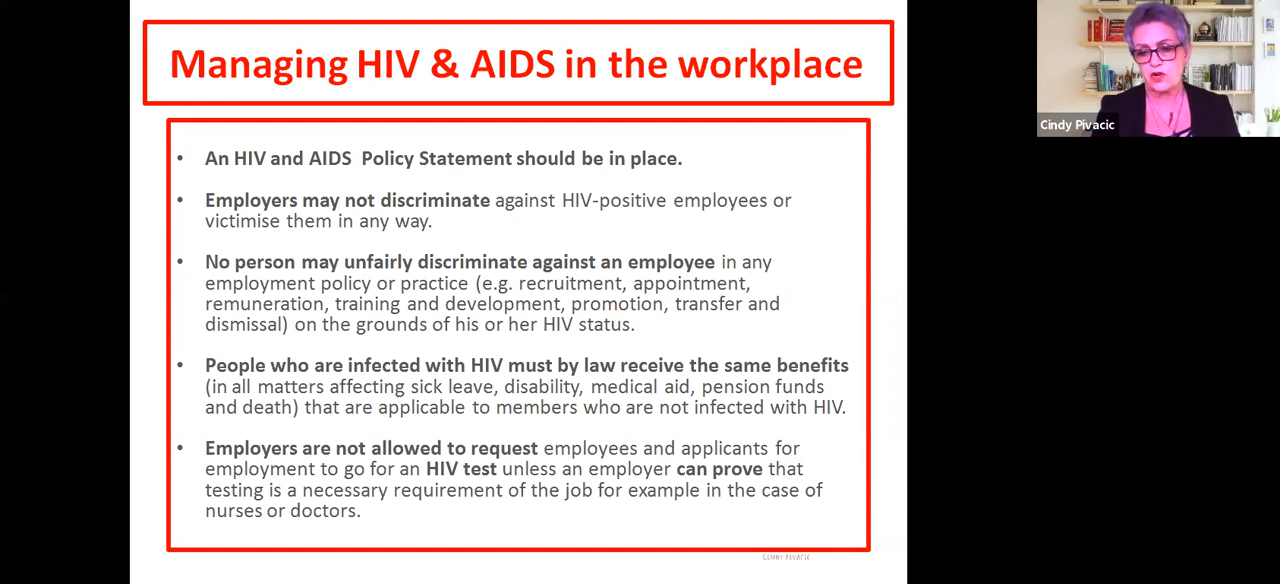 Managing HIV & AIDS in the workplace
• An HIV and AIDS Policy Statement should be in place.
• Employers may not discriminate against HIV-positive employees or
victimise them in any way.
• No person may unfairly discriminate against an employee in any
employment policy or practice (e.g. recruitment, appointment,
remuneration, training and development, promotion, transfer and
dismissal) on the grounds of his or her HIV status.
• People who are infected with HIV must by law receive the same benefits
(in all matters affecting sick leave, disability, medical aid, pension funds
and death) that are applicable to members who are not infected with HIV.
• Employers are not allowed to request employees and applicants for
employment to go for an HIV test unless an employer can prove that
testing is a necessary requirement of the job for example in the case of
nurses or doctors.
Cindy Pivacic
Cindy Pivacic